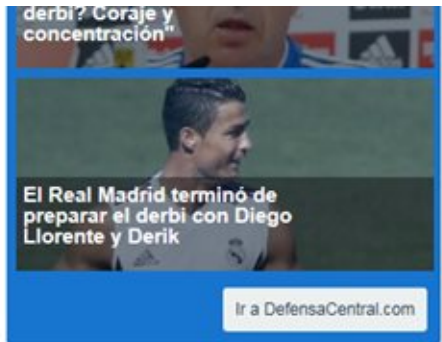 derbi? Coraje y
concentración"
El Real Madrid terminó de
preparar el derbi con Diego
Llorente y Derik
Ir a DefensaCentral.com